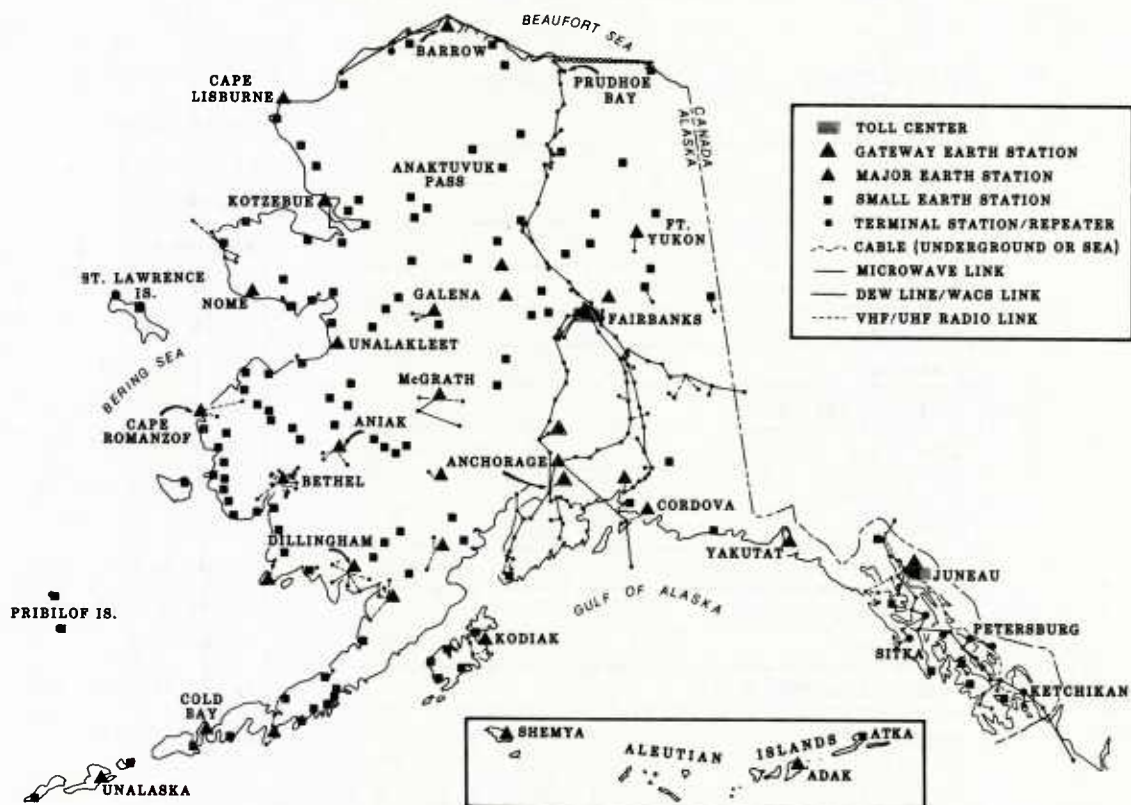 BEAUFORT SEA
BARROW
CAPE
LISBURNE
PRUDHOE
BAY
CANADA
ALASKA
TOLL CENTER
GATEWAY EARTH STATION
MAJOR EARTH STATION
SMALL EARTH STATION
TERMINAL STATION/REPEATER
CABLE (UNDERGROUND OR SEA)
MICROWAVE LINK
DEW LINE/WACS LINK
VHF/UHF RADIO LINK
ANAKTUVUK
PASS
KOTZEBUE
FT.
YUKON
ST. LAWRENCE
IS.
NOME
GALENA
FAIRBANKS
UNALAKLEET
BERING SEA
McGRATH
CAPE
ROMANZOF
ANIAK
ANCHORAGE
BETHEL
CORDOVA
DILLINGHAM
YAKUTAT
JUNEAU
GULF OF ALASKA
PRIBILOF IS.
PETERSBURG
KODIAK
SITKA
KETCHIKAN
COLD
BAY
SHEMYA
ALEUTIAN ISLANDS
ATKA
ADAK
UNALASKA